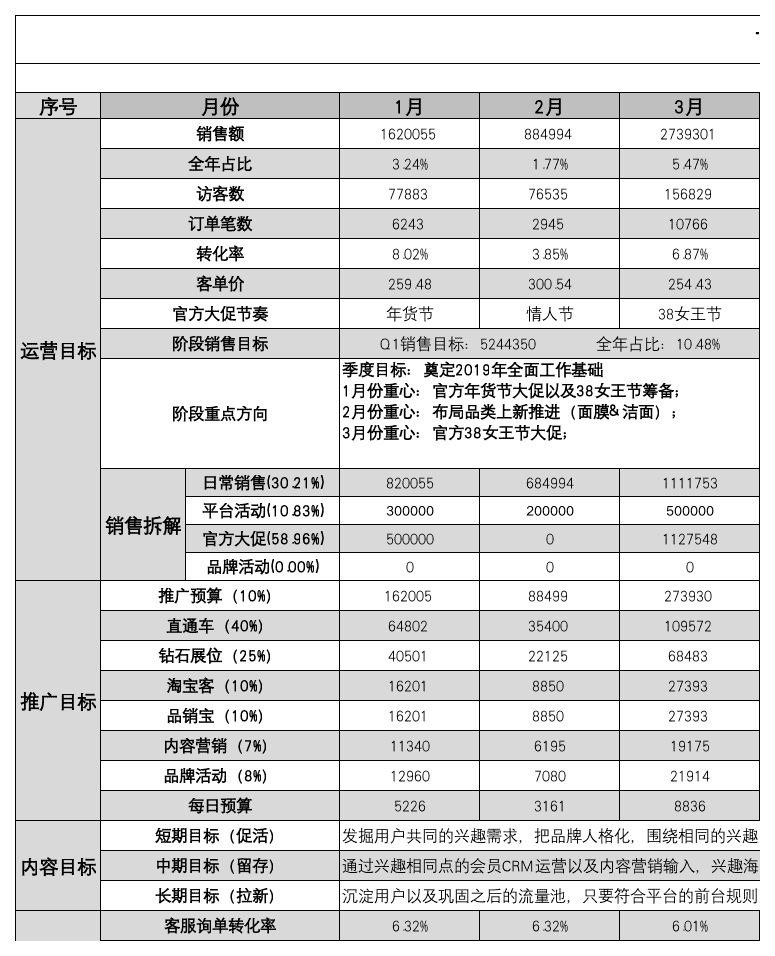 序号 月份 1月 2月 3月
运营目标
销售额 1620055 884994 2739301
全年占比 3.24% 1.77% 5.47%
访客数 77883 76535 156829
订单笔数 6243 2945 10766
转化率 8.02% 3.85% 6.87%
客单价 259.48 300.54 254.43
官方大促节奏 年货节 情人节 38女王节
阶段销售目标 Q1销售目标: 5244350 全年占比: 10.48%
阶段重点方向
季度目标: 奠定2019年全面工作基础
1月份重心: 官方年货节大促以及38女王节筹备;
2月份重心: 布局品类上新推进（面膜&洁面）;
3月份重心: 官方38女王节大促;
销售拆解
日常销售(30.21%) 820055 684994 1111753
平台活动(10.83%) 300000 200000 500000
官方大促(58.96%) 500000 0 1127548
品牌活动(0.00%) 0 0 0
推广目标
推广预算（10%) 162005 88499 273930
直通车（40%) 64802 35400 109572
钻石展位（25%) 40501 22125 68483
淘宝客（10%) 16201 8850 27393
品销宝（10%) 16201 8850 27393
内容营销（7%) 11340 6195 19175
品牌活动（8%) 12960 7080 21914
每日预算 5226 3161 8836
内容目标
短期目标（促活） 发掘用户共同的兴趣需求，把品牌人格化，围绕相同的兴趣
中期目标（留存） 通过兴趣相同点的会员CRM运营以及内容营销输入，兴趣海
长期目标（拉新） 沉淀用户以及巩固之后的流量池，只要符合平台的前台规则
客服询单转化率 6.32% 6.32% 6.01%